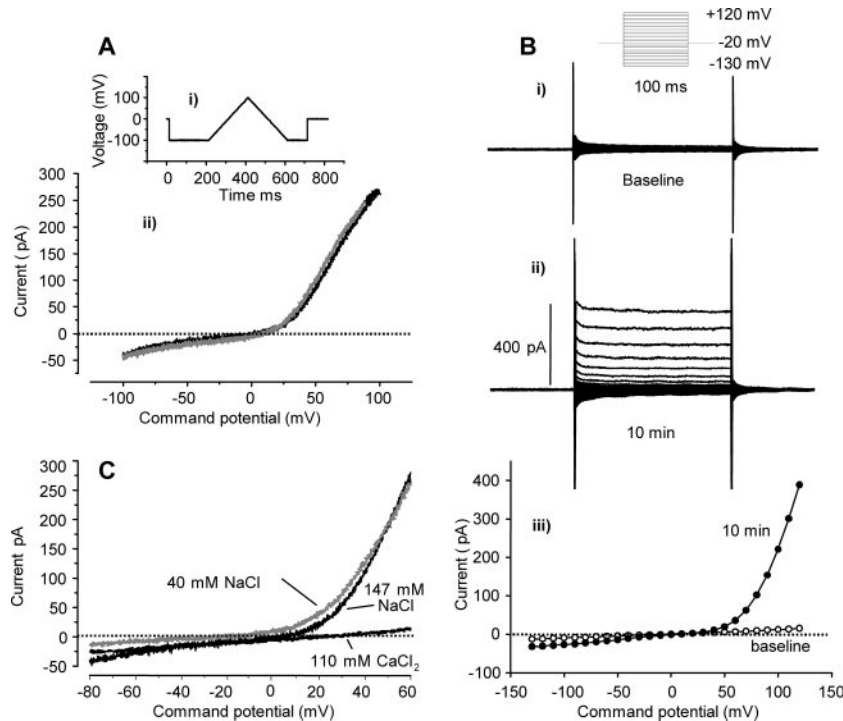 A
i)
Voltage (mV)
100
0
-100
0 200 400 600 800
Time ms
ii)
Current ( pA)
300
250
200
150
100
50
0
-50
-100 -50 0 50 100
Command potential (mV)
B
+120 mV
-20 mV
-130 mV
100 ms
i)
Baseline
ii)
400 pA
10 min
iii)
Current ( pA)
400
300
200
100
0
-100
10 min
baseline
-150 -100 -50 0 50 100 150
Command potential (mV)
C
Current pA
300
250
200
150
100
50
0
-50
40 mM NaCl
147 mM
NaCl
110 mM CaCl₂
-80 -60 -40 -20 0 20 40 60
Command potential (mV)